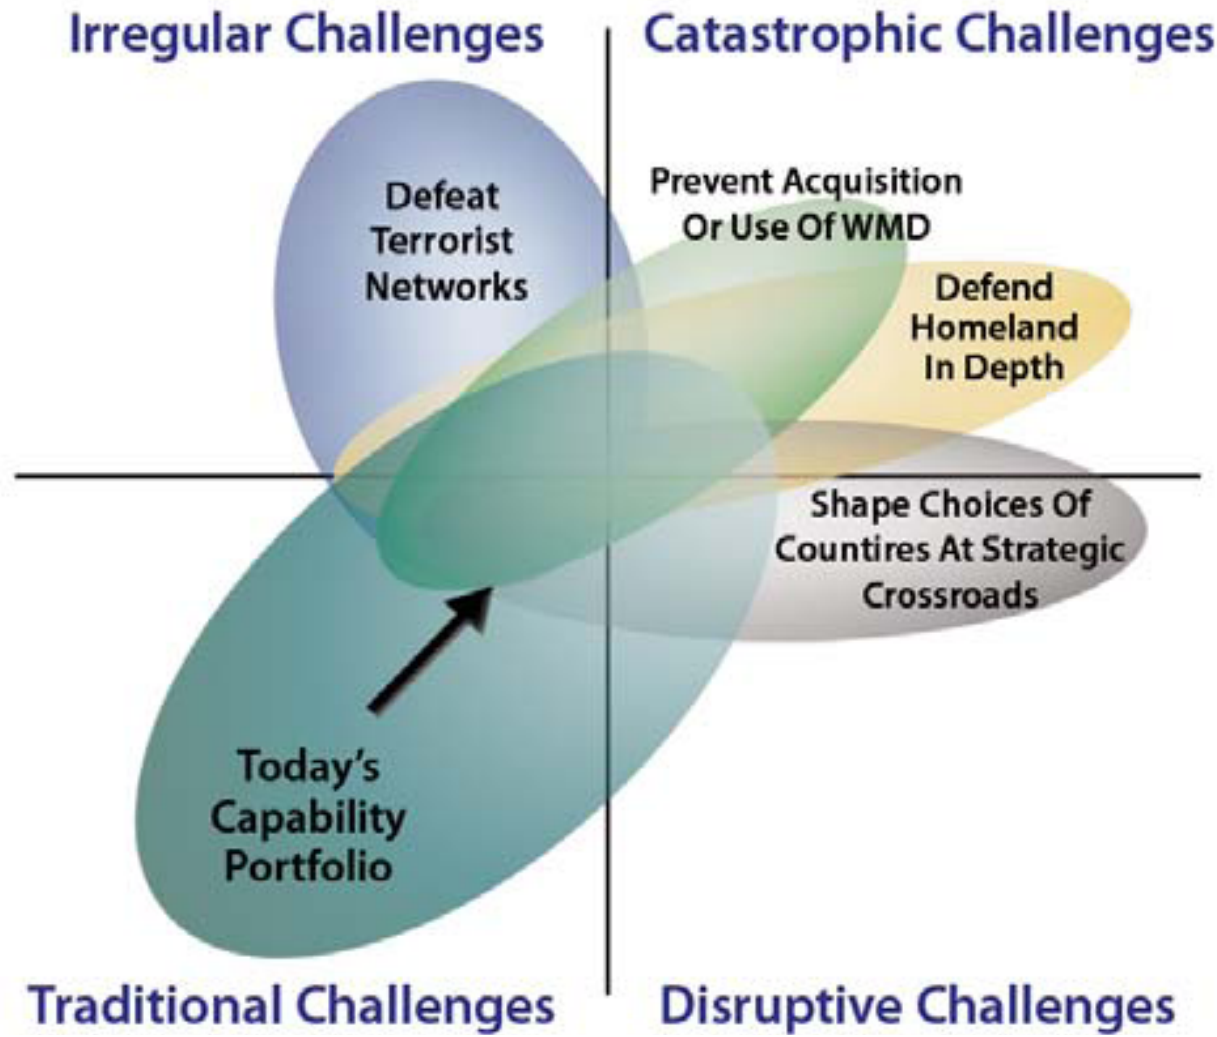 Irregular Challenges
Catastrophic Challenges
Defeat
Terrorist
Networks
Prevent Acquisition
Or Use Of WMD
Defend
Homeland
In Depth
Shape Choices Of
Countires At Strategic
Crossroads
Today's
Capability
Portfolio
Traditional Challenges
Disruptive Challenges